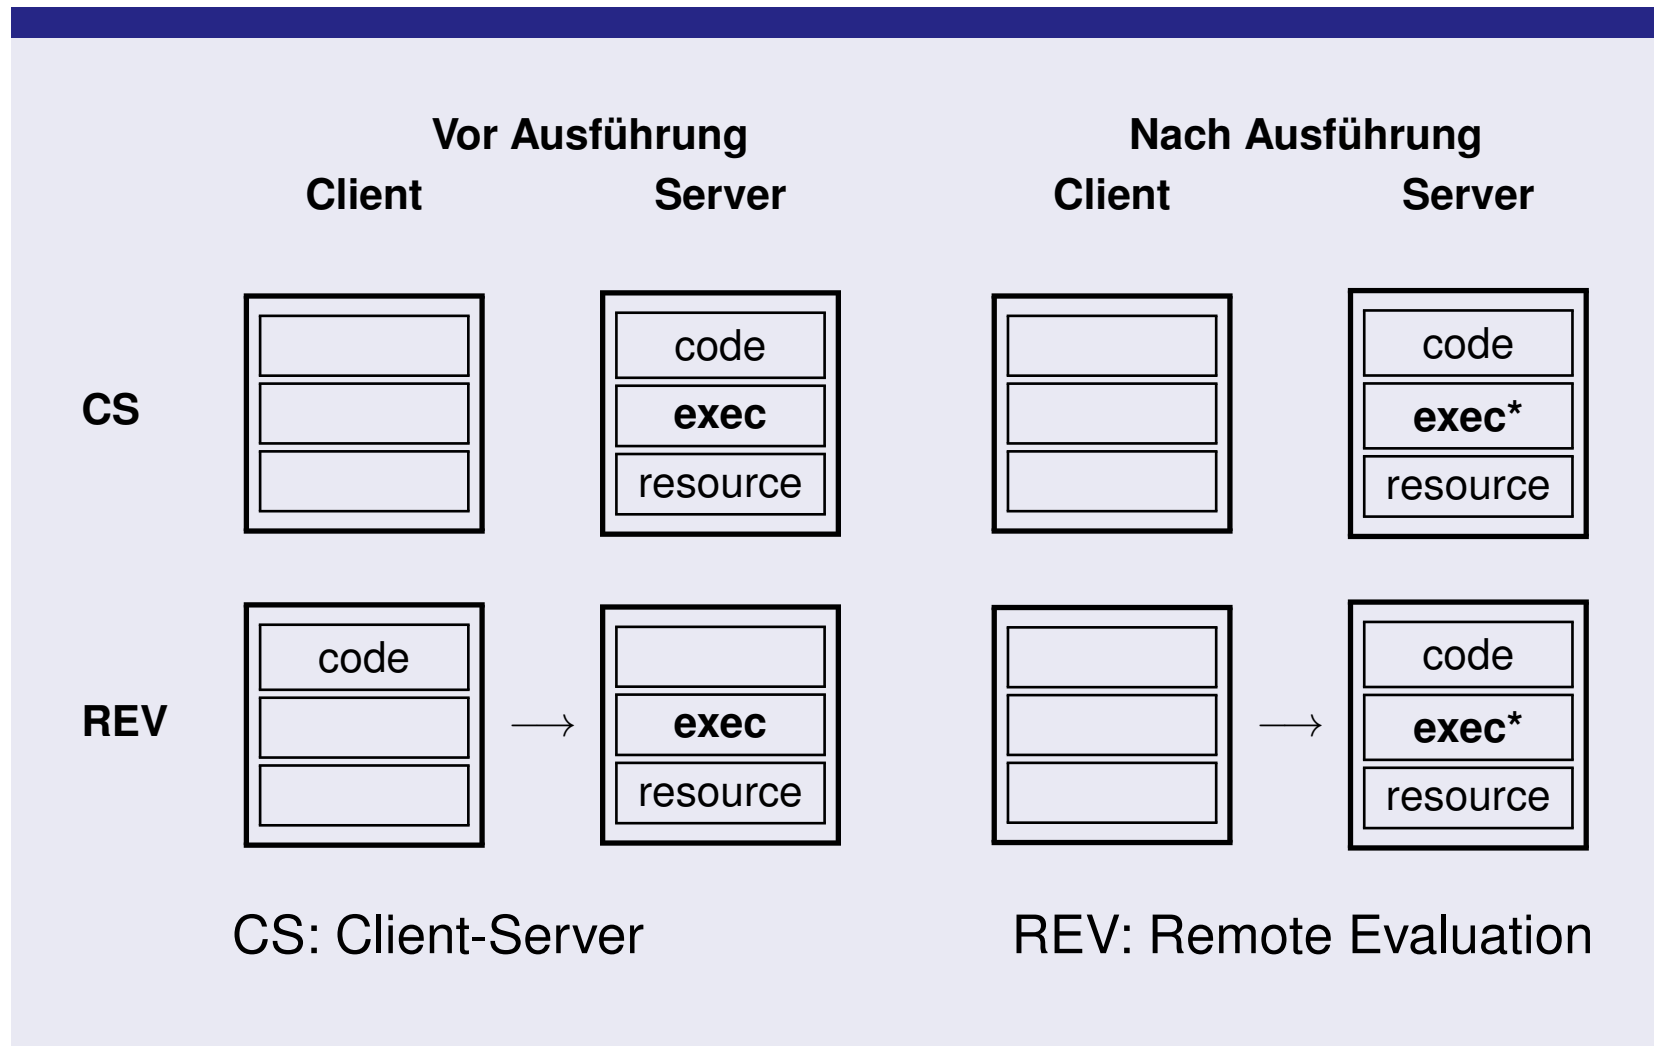 Vor Ausführung Nach Ausführung
Client Server Client Server
code code
CS exec exec*
resource resource
code code
REV → exec → exec*
resource resource
CS: Client-Server REV: Remote Evaluation